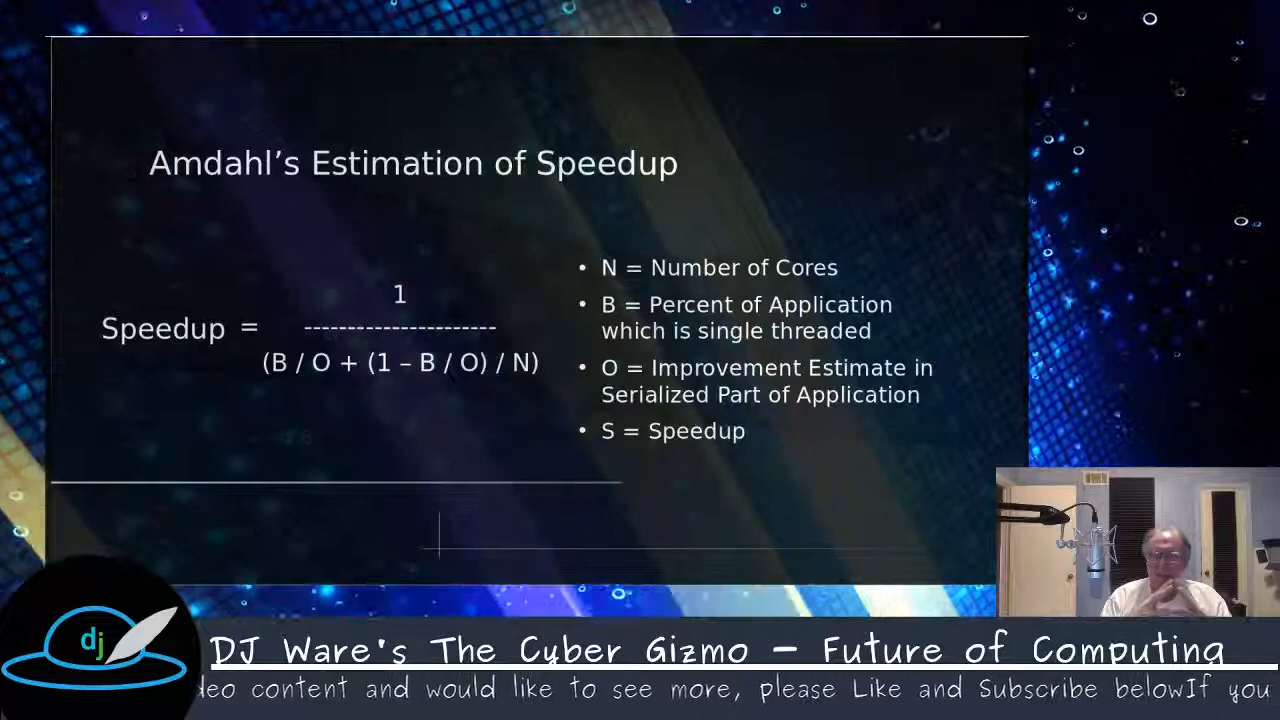 Amdahl’s Estimation of Speedup
1
Speedup = ----------------------
(B / O + (1 – B / O) / N)
• N = Number of Cores
• B = Percent of Application
which is single threaded
• O = Improvement Estimate in
Serialized Part of Application
• S = Speedup
dj
DJ Ware's The Cyber Gizmo – Future of Computing
deo content and would like to see more, please Like and Subscribe belowIf you